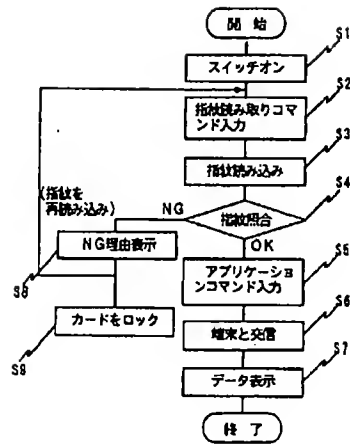 開始
S1
スイッチオン
S2
指紋読み取りコマ
ンド入力
S3
指紋読み込み
S4
(指紋を
再読み込み)
NG
指紋照合
OK
NG理由表示
S5
アプリケーショ
ンコマンド入力
S8
S6
カードをロック
端末と交信
S9
S7
データ表示
終了